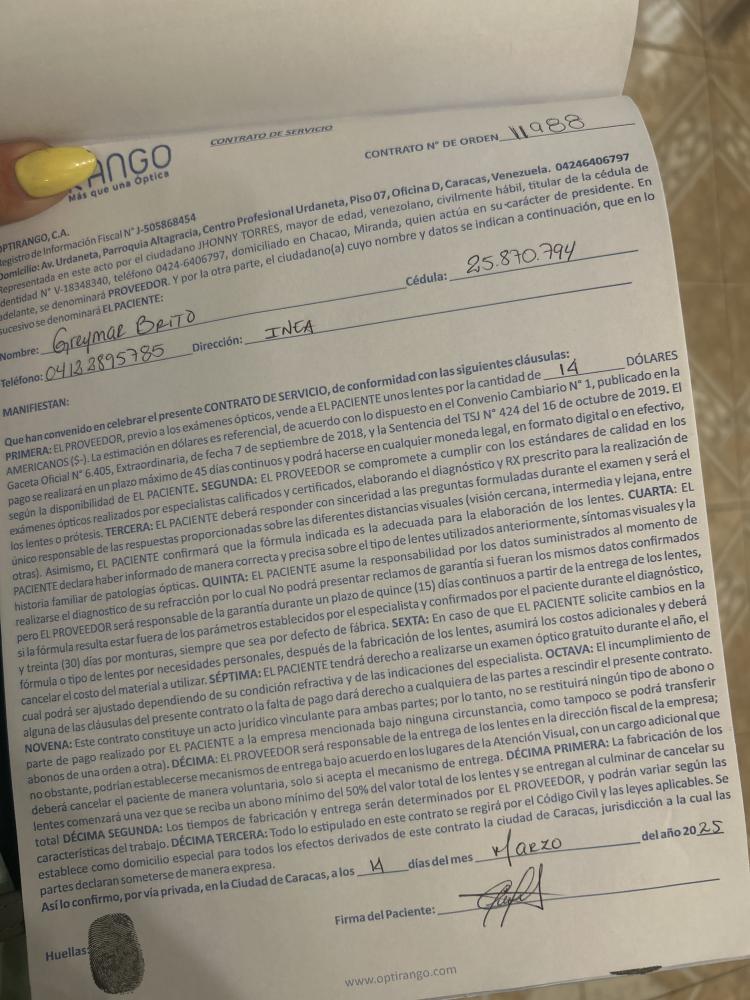 CONTRATO DE SERVICIO
CONTRATO N° DE ORDEN 11988
RANGO
Más que una Óptica
OPTIRANGO, C.A.
Registro de Información Fiscal N° J-505868454
Domicilio: Av. Urdaneta, Parroquia Altagracia, Centro Profesional Urdaneta, Piso 07, Oficina D, Caracas, Venezuela. 04246406797
Representada en este acto por el ciudadano JHONNY TORRES, mayor de edad, venezolano, civilmente hábil, titular de la cédula de
identidad N° V-18348340, teléfono 0424-6406797, domiciliado en Chacao, Miranda, quien actúa en su carácter de presidente. En
adelante, se denominará PROVEEDOR. Y por la otra parte, el ciudadano(a) cuyo nombre y datos se indican a continuación, que en lo
sucesivo se denominará EL PACIENTE:
Nombre: Greymar BRITO Cédula: 25.870.794
Teléfono: 04123895785 Dirección: INCA
MANIFIESTAN:
Que han convenido en celebrar el presente CONTRATO DE SERVICIO, de conformidad con las siguientes cláusulas:
PRIMERA: EL PROVEEDOR, previo a los exámenes ópticos, vende a EL PACIENTE unos lentes por la cantidad de 14 DÓLARES
AMERICANOS ($-). La estimación en dólares es referencial, de acuerdo con lo dispuesto en el Convenio Cambiario N° 1, publicado en la
Gaceta Oficial N° 6.405, Extraordinaria, de fecha 7 de septiembre de 2018, y la Sentencia del TSJ N° 424 del 16 de octubre de 2019. El
pago se realizará en un plazo máximo de 45 días continuos y podrá hacerse en cualquier moneda legal, en formato digital o en efectivo,
según la disponibilidad de EL PACIENTE. SEGUNDA: EL PROVEEDOR se compromete a cumplir con los estándares de calidad en los
exámenes ópticos realizados por especialistas calificados y certificados, elaborando el diagnóstico y RX prescrito para la realización de
los lentes o prótesis. TERCERA: EL PACIENTE deberá responder con sinceridad a las preguntas formuladas durante el examen y será el
único responsable de las respuestas proporcionadas sobre las diferentes distancias visuales (visión cercana, intermedia y lejana, entre
otras). Asimismo, EL PACIENTE confirmará que la fórmula indicada es la adecuada para la elaboración de los lentes. CUARTA: EL
PACIENTE declara haber informado de manera correcta y precisa sobre el tipo de lentes utilizados anteriormente, síntomas visuales y la
historia familiar de patologías ópticas. QUINTA: EL PACIENTE asume la responsabilidad por los datos suministrados al momento de
realizarse el diagnostico de su refracción por lo cual No podrá presentar reclamos de garantía si fueran los mismos datos confirmados
pero EL PROVEEDOR será responsable de la garantía durante un plazo de quince (15) días continuos a partir de la entrega de los lentes,
si la fórmula resulta estar fuera de los parámetros establecidos por el especialista y confirmados por el paciente durante el diagnóstico,
y treinta (30) días por monturas, siempre que sea por defecto de fábrica. SEXTA: En caso de que EL PACIENTE solicite cambios en la
fórmula o tipo de lentes por necesidades personales, después de la fabricación de los lentes, asumirá los costos adicionales y deberá
cancelar el costo del material a utilizar. SÉPTIMA: EL PACIENTE tendrá derecho a realizarse un examen óptico gratuito durante el año, el
cual podrá ser ajustado dependiendo de su condición refractiva y de las indicaciones del especialista. OCTAVA: El incumplimiento de
alguna de las cláusulas del presente contrato o la falta de pago dará derecho a cualquiera de las partes a rescindir el presente contrato.
NOVENA: Este contrato constituye un acto jurídico vinculante para ambas partes; por lo tanto, no se restituirá ningún tipo de abono o
parte de pago realizado por EL PACIENTE a la empresa mencionada bajo ninguna circunstancia, como tampoco se podrá transferir
abonos de una orden a otra). DÉCIMA: EL PROVEEDOR será responsable de la entrega de los lentes en la dirección fiscal de la empresa;
no obstante, podrían establecerse mecanismos de entrega bajo acuerdo en los lugares de la Atención Visual, con un cargo adicional que
deberá cancelar el paciente de manera voluntaria, solo si acepta el mecanismo de entrega. DÉCIMA PRIMERA: La fabricación de los
lentes comenzará una vez que se reciba un abono mínimo del 50% del valor total de los lentes y se entregan al culminar de cancelar su
total DÉCIMA SEGUNDA: Los tiempos de fabricación y entrega serán determinados por EL PROVEEDOR, y podrán variar según las
características del trabajo. DÉCIMA TERCERA: Todo lo estipulado en este contrato se regirá por el Código Civil y las leyes aplicables. Se
establece como domicilio especial para todos los efectos derivados de este contrato la ciudad de Caracas, jurisdicción a la cual las
partes declaran someterse de manera expresa.
Así lo confirmo, por vía privada, en la Ciudad de Caracas, a los 14 días del mes MARZO del año 2025
Firma del Paciente:
Huellas:
www.optirango.com